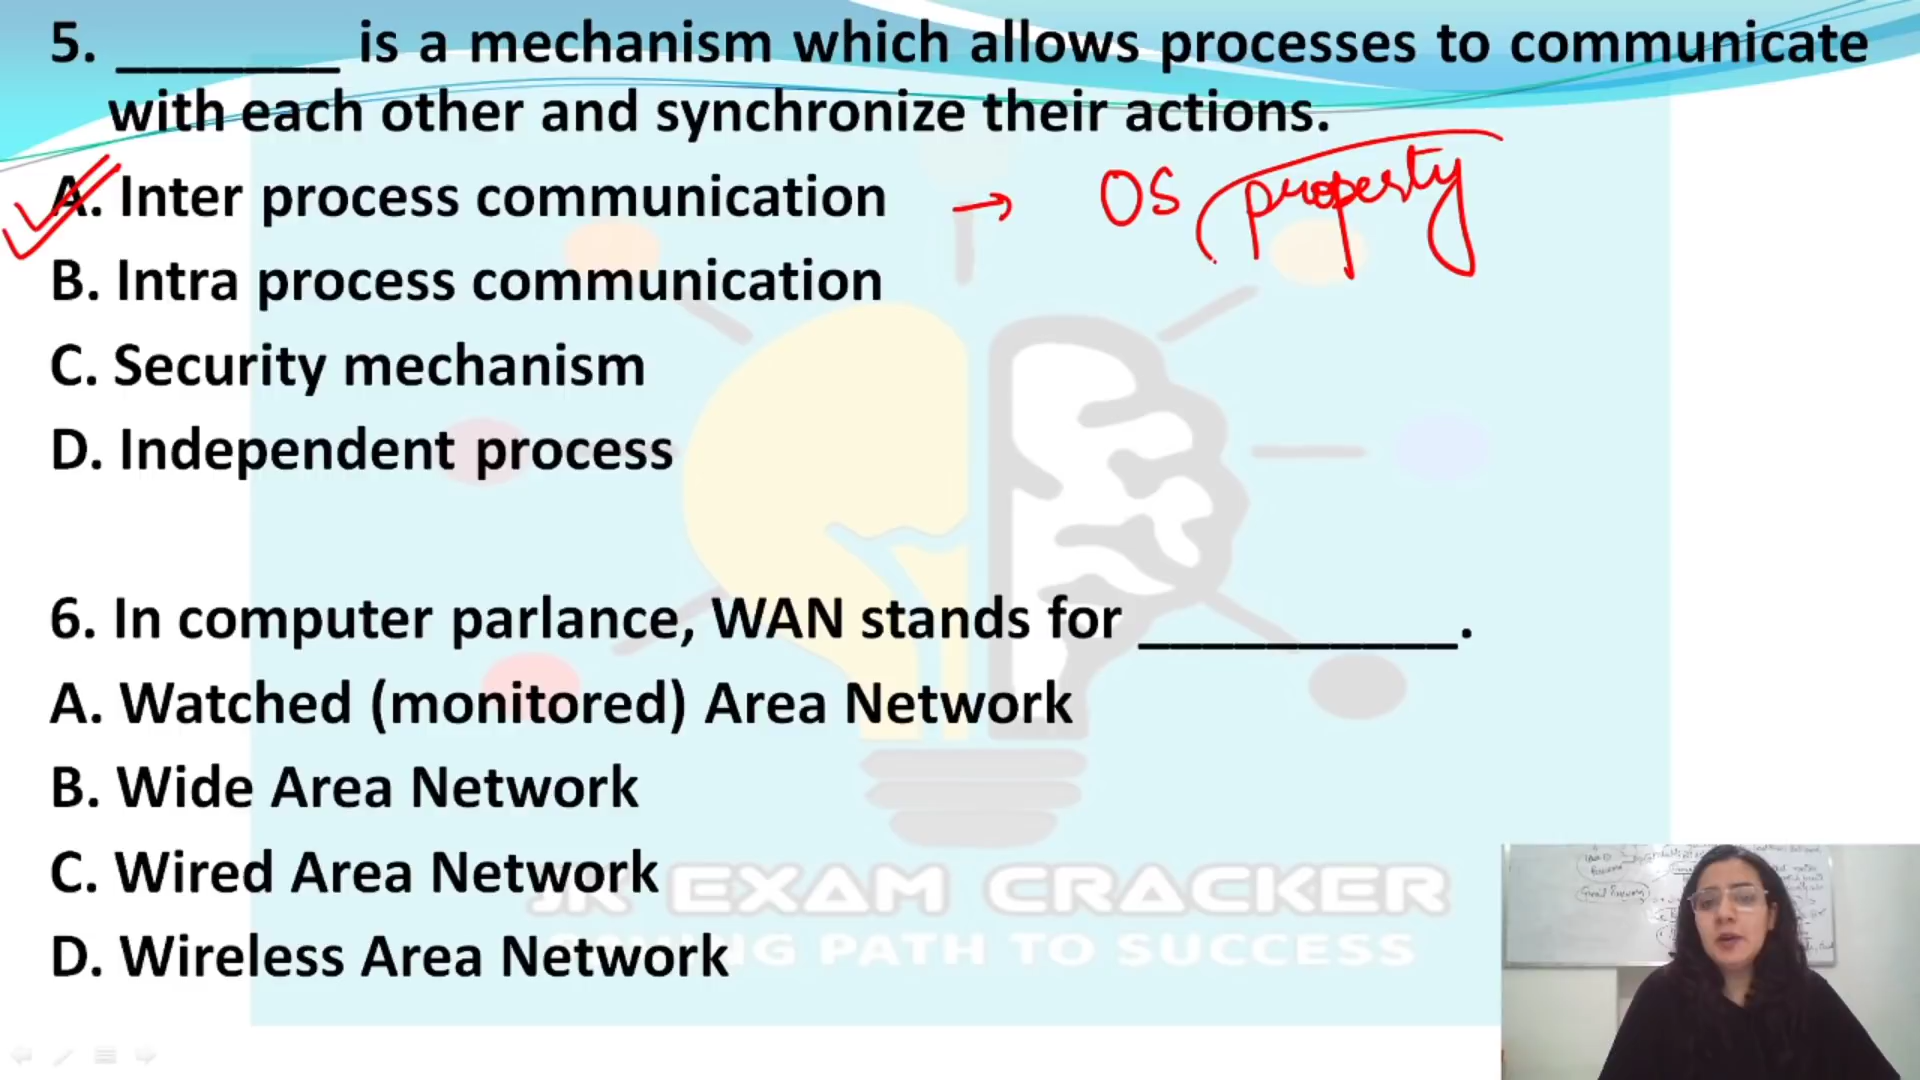 5. _______ is a mechanism which allows processes to communicate
with each other and synchronize their actions.
A. Inter process communication → OS property
B. Intra process communication
C. Security mechanism
D. Independent process
6. In computer parlance, WAN stands for __________.
A. Watched (monitored) Area Network
B. Wide Area Network
C. Wired Area Network
D. Wireless Area Network
JK EXAM CRACKER
PATH TO SUCCESS